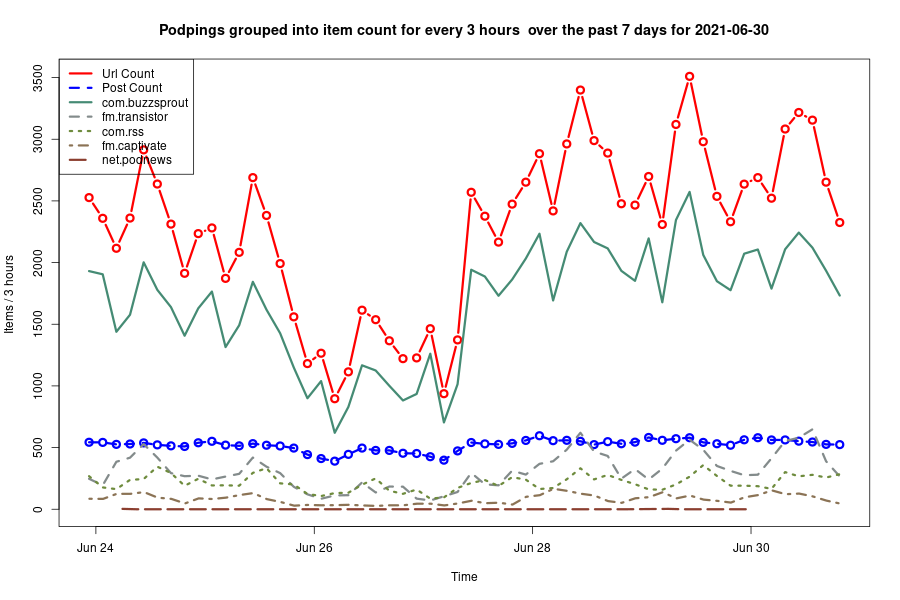 Podpings grouped into item count for every 3 hours  over the past 7 days for 2021-06-30
Url Count
Post Count
com.buzzsprout
fm.transistor
com.rss
fm.captivate
net.podnews
Items / 3 hours
3500
3000
2500
2000
1500
1000
500
0
Jun 24
Jun 26
Jun 28
Jun 30
Time